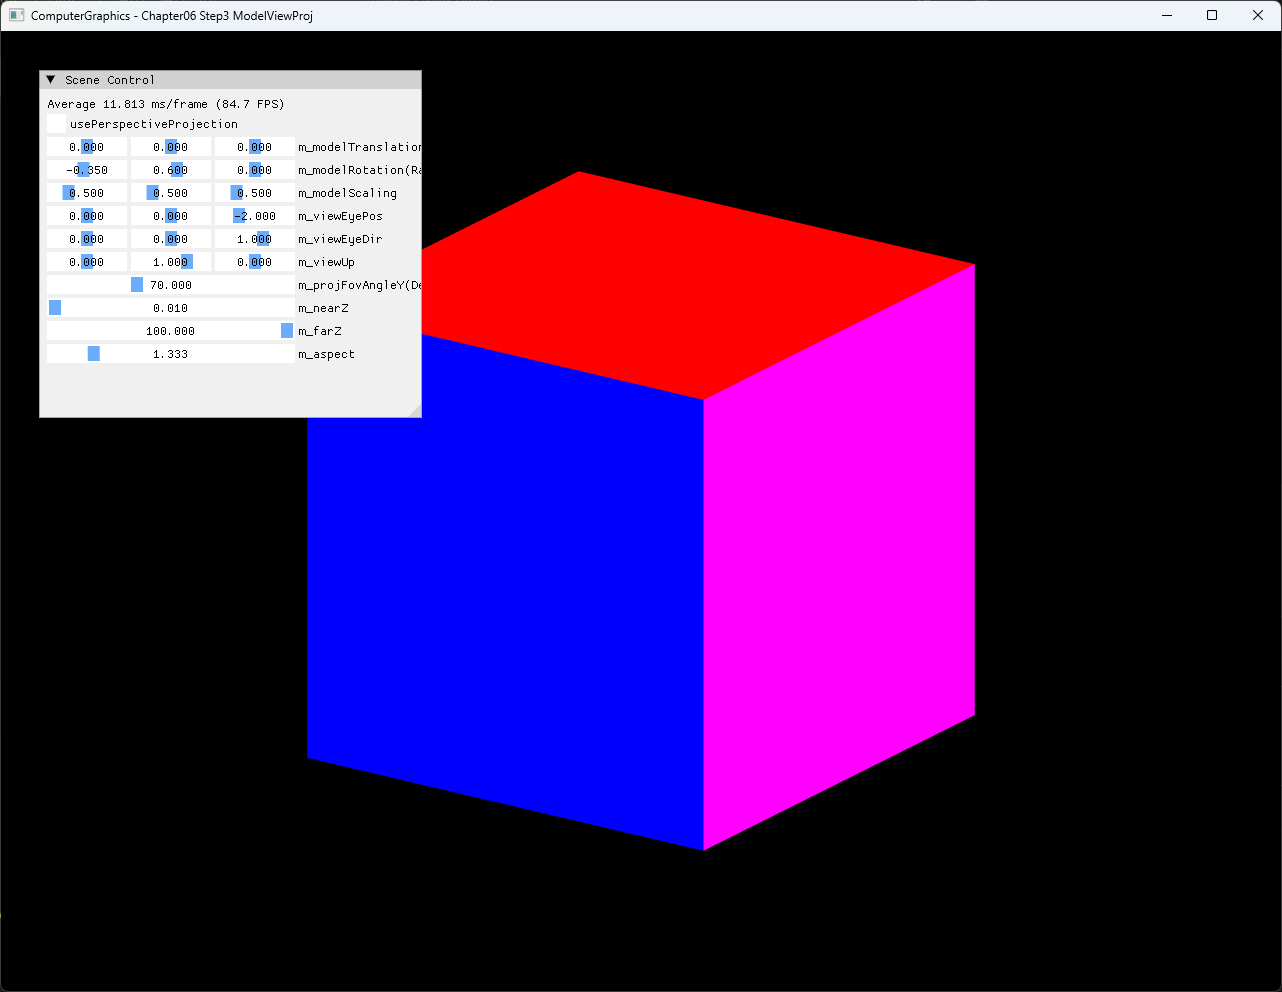 ComputerGraphics - Chapter06 Step3 ModelViewProj
Scene Control
Average 11.813 ms/frame (84.7 FPS)
usePerspectiveProjection
0.000 0.000 0.000 m_modelTranslation
-0.350 0.600 0.000 m_modelRotation(Ra
0.500 0.500 0.500 m_modelScaling
0.000 0.000 -2.000 m_viewEyePos
0.000 0.000 1.000 m_viewEyeDir
0.000 1.000 0.000 m_viewUp
70.000 m_projFovAngleY(De
0.010 m_nearZ
100.000 m_farZ
1.333 m_aspect